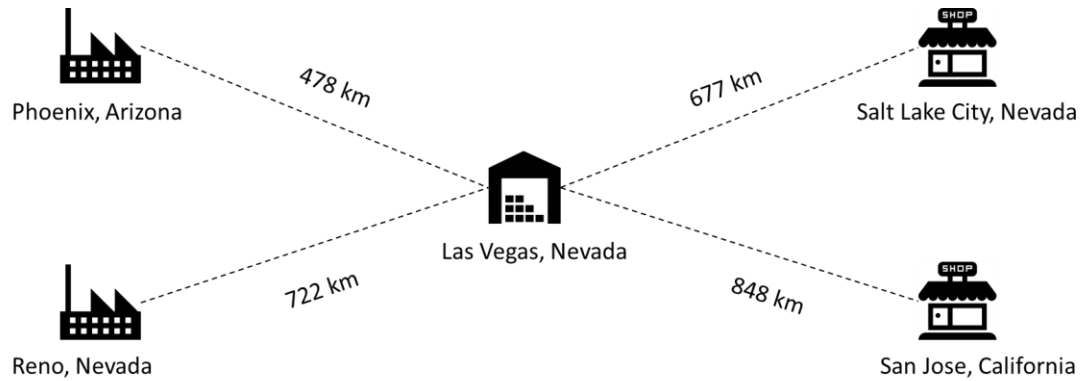 SHOP
478 km
677 km
Phoenix, Arizona
Salt Lake City, Nevada
Las Vegas, Nevada
SHOP
722 km
848 km
Reno, Nevada
San Jose, California